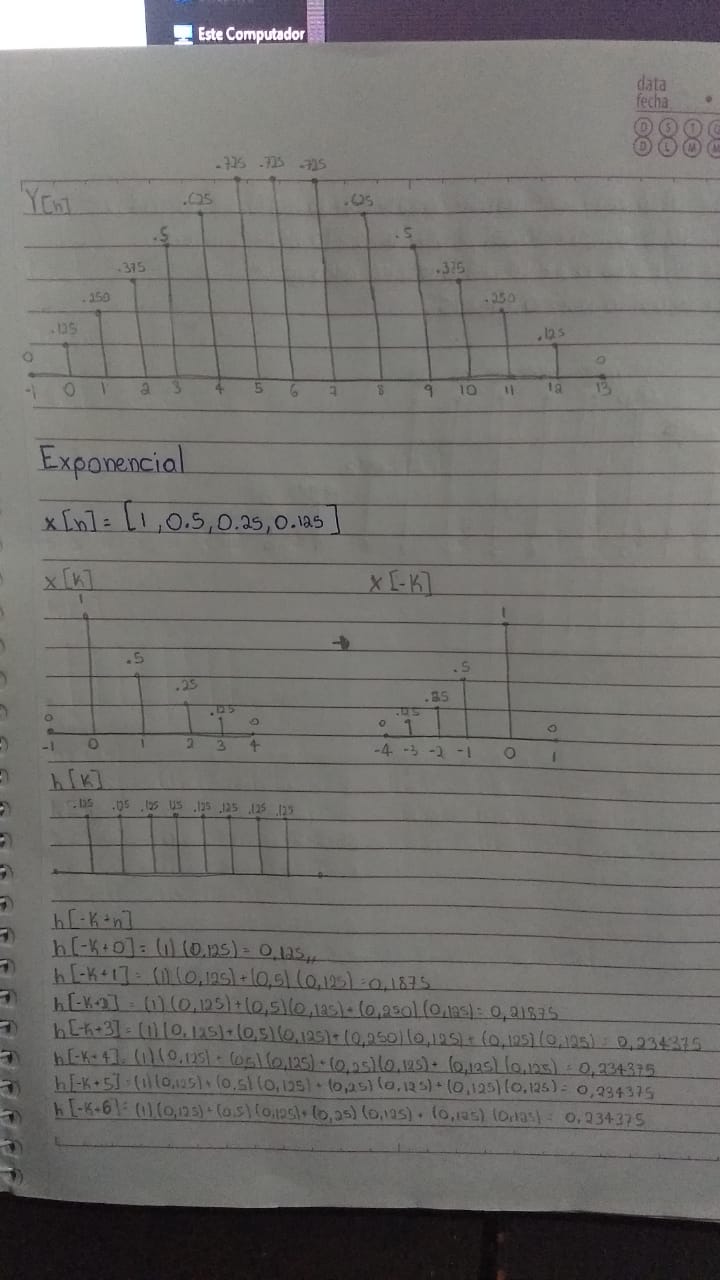 Este Computador
data
fecha
D S T
D L M M
.725 .725 .725
Y[n]
.625 .625
.5 .5
.375 .375
.250 .250
.125 .125
0 0
-1 0 1 2 3 4 5 6 7 8 9 10 11 12 13
Exponencial
x[n] = [1, 0.5, 0.25, 0.125]
x[k] x[-k]
1 1
.5 .5
.25 .25
.125 .125
0 0 0 0
-1 0 1 2 3 4 -4 -3 -2 -1 0 1
h[k]
.125 .125 .125 .125 .125 .125 .125 .125
h[-k+n]
h[-k+0] = (1)(0,125) = 0,125,,
h[-k+1] = (1)(0,125)+(0,5)(0,125) = 0,1875
h[-k+2] = (1)(0,125)+(0,5)(0,125)+(0,250)(0,125) = 0,21875
h[-k+3] = (1)(0,125)+(0,5)(0,125)+(0,250)(0,125)+(0,125)(0,125) = 0,234375
h[-k+4] = (1)(0,125)+(0,5)(0,125)+(0,25)(0,125)+(0,125)(0,125) = 0,234375
h[-k+5] = (1)(0,125)+(0,5)(0,125)+(0,25)(0,125)+(0,125)(0,125) = 0,234375
h[-k+6] = (1)(0,125)+(0,5)(0,125)+(0,25)(0,125)+(0,125)(0,125) = 0,234375